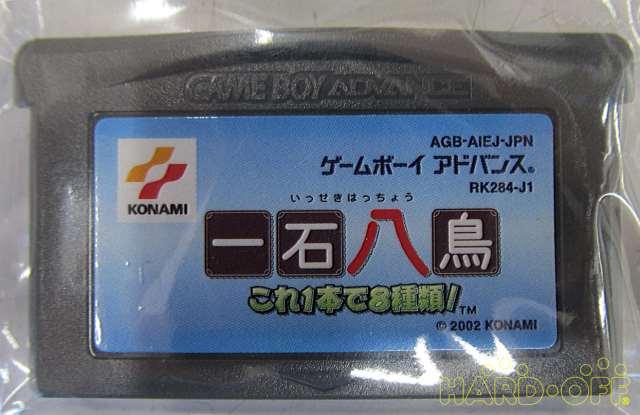 GAME BOY ADVANCE
AGB-AIEJ-JPN
ゲームボーイ アドバンス®
RK284-J1
KONAMI
いっせきはっちょう
一石八鳥
これ1本で8種類！™
© 2002 KONAMI
HARD-OFF®